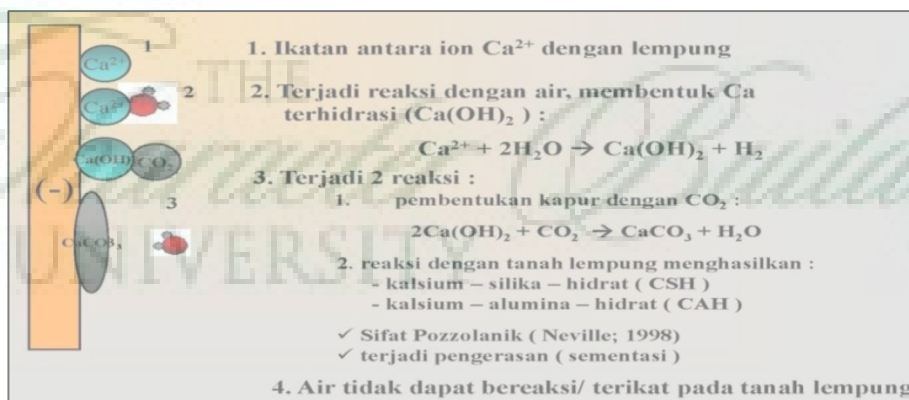 1
1. Ikatan antara ion Ca²⁺ dengan lempung
Ca²⁺
THE
2
2. Terjadi reaksi dengan air, membentuk Ca
Ca²⁺
terhidrasi (Ca(OH)₂ ) :
Ca²⁺ + 2H₂O → Ca(OH)₂ + H₂
Ca(OH) CO₂
(-)
3. Terjadi 2 reaksi :
3
1. pembentukan kapur dengan CO₂ :
CaCO₃
2Ca(OH)₂ + CO₂ → CaCO₃ + H₂O
UNIVERSITY
2. reaksi dengan tanah lempung menghasilkan :
- kalsium – silika – hidrat ( CSH )
- kalsium – alumina – hidrat ( CAH )
✓ Sifat Pozzolanik ( Neville; 1998)
✓ terjadi pengerasan ( sementasi )
4. Air tidak dapat bereaksi/ terikat pada tanah lempung